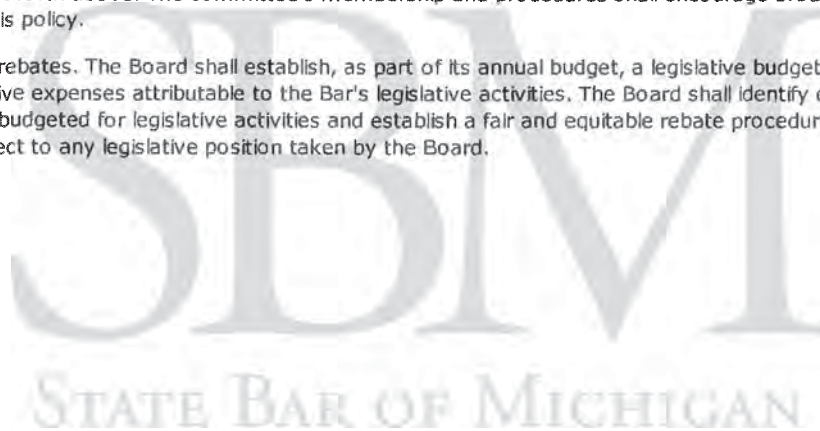 is policy.
rebates. The Board shall establish, as part of its annual budget, a legislative budget
ive expenses attributable to the Bar's legislative activities. The Board shall identify
budgeted for legislative activities and establish a fair and equitable rebate procedur
ect to any legislative position taken by the Board.
SBM
STATE BAR OF MICHIGAN